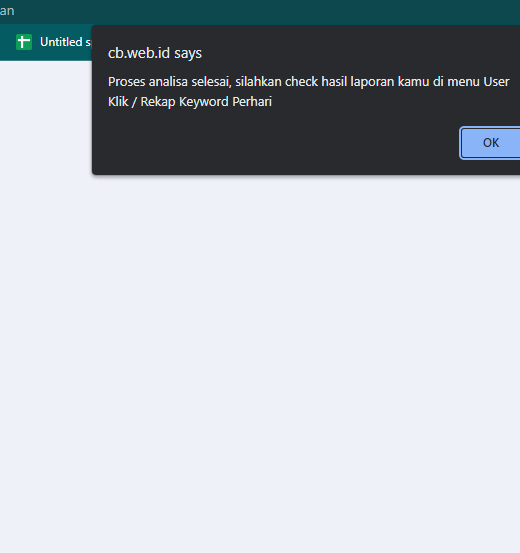 an
Untitled s
cb.web.id says
Proses analisa selesai, silahkan check hasil laporan kamu di menu User
Klik / Rekap Keyword Perhari
OK